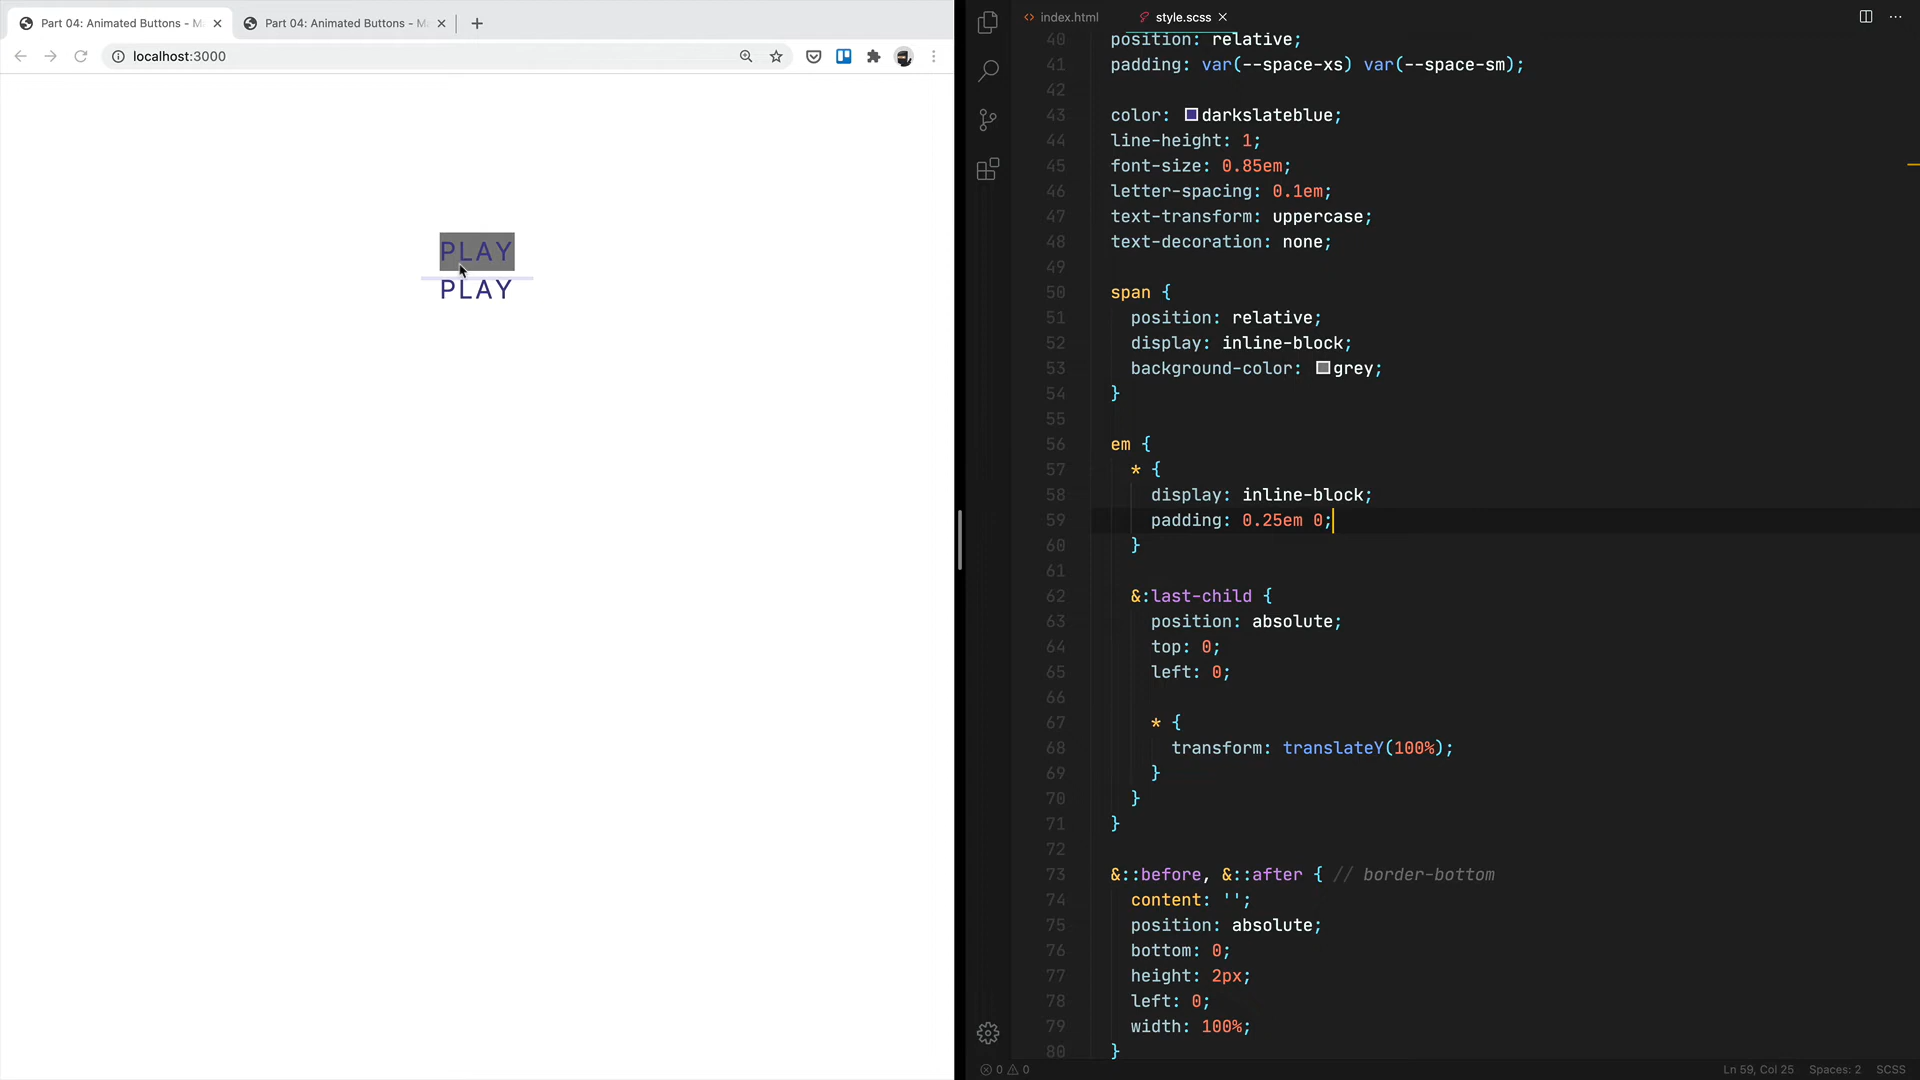 Part 04: Animated Buttons - M
Part 04: Animated Buttons - M
localhost:3000
PLAY
PLAY
index.html
style.scss
40 position: relative;
41 padding: var(--space-xs) var(--space-sm);
42
43 color: darkslateblue;
44 line-height: 1;
45 font-size: 0.85em;
46 letter-spacing: 0.1em;
47 text-transform: uppercase;
48 text-decoration: none;
49
50 span {
51 position: relative;
52 display: inline-block;
53 background-color: grey;
54 }
55
56 em {
57 * {
58 display: inline-block;
59 padding: 0.25em 0;
60 }
61
62 &:last-child {
63 position: absolute;
64 top: 0;
65 left: 0;
66
67 * {
68 transform: translateY(100%);
69 }
70 }
71 }
72
73 &::before, &::after { // border-bottom
74 content: '';
75 position: absolute;
76 bottom: 0;
77 height: 2px;
78 left: 0;
79 width: 100%;
80 }
0 0
Ln 59, Col 25 Spaces: 2 SCSS